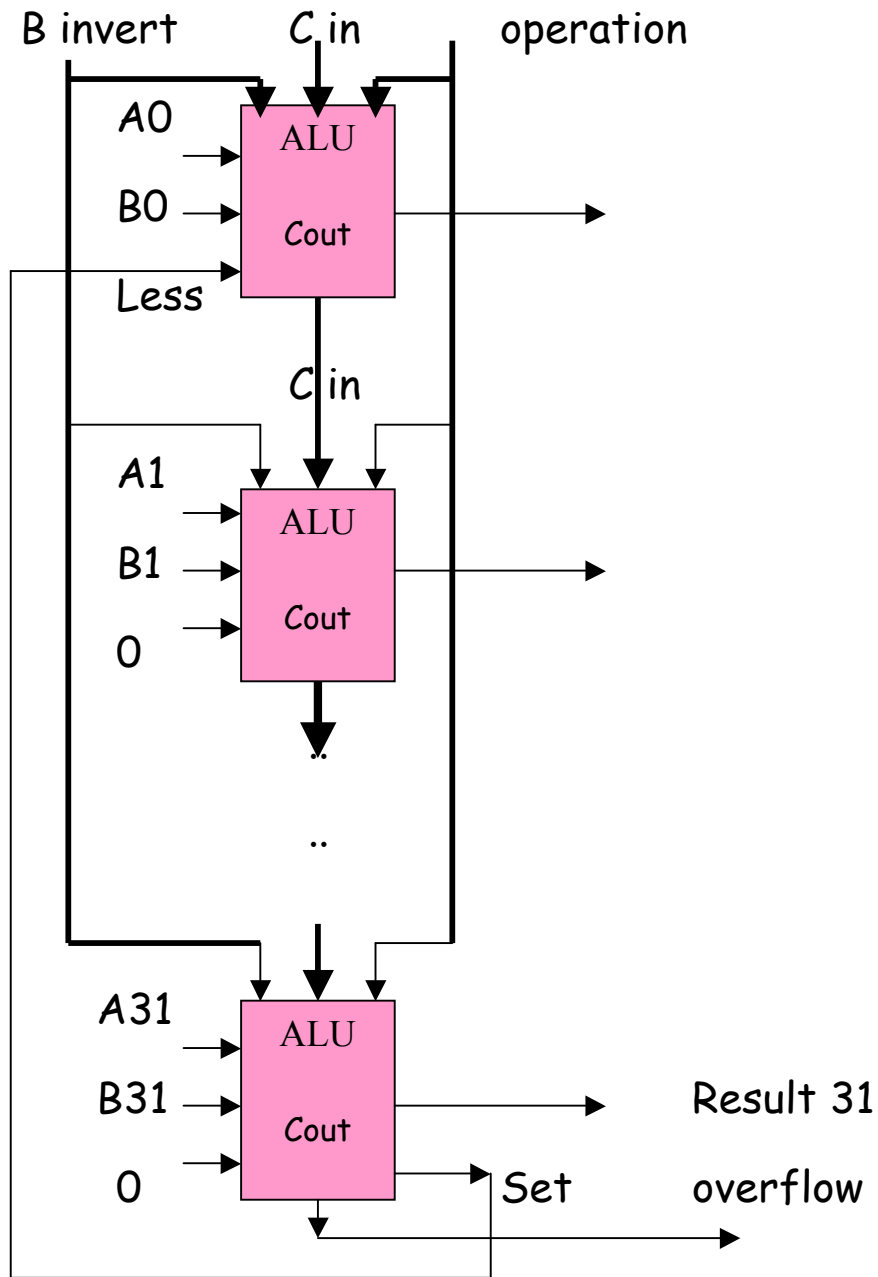 B invert C in operation
A0
ALU
B0
Cout
Less
C in
A1
ALU
B1
Cout
0
..
..
A31
ALU
B31
Result 31
Cout
0
Set
overflow